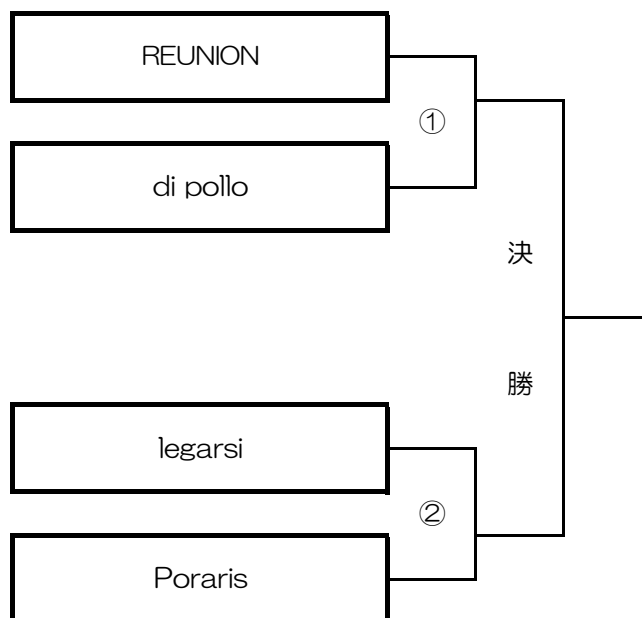 REUNION
①
di pollo
決
勝
legarsi
②
Poraris